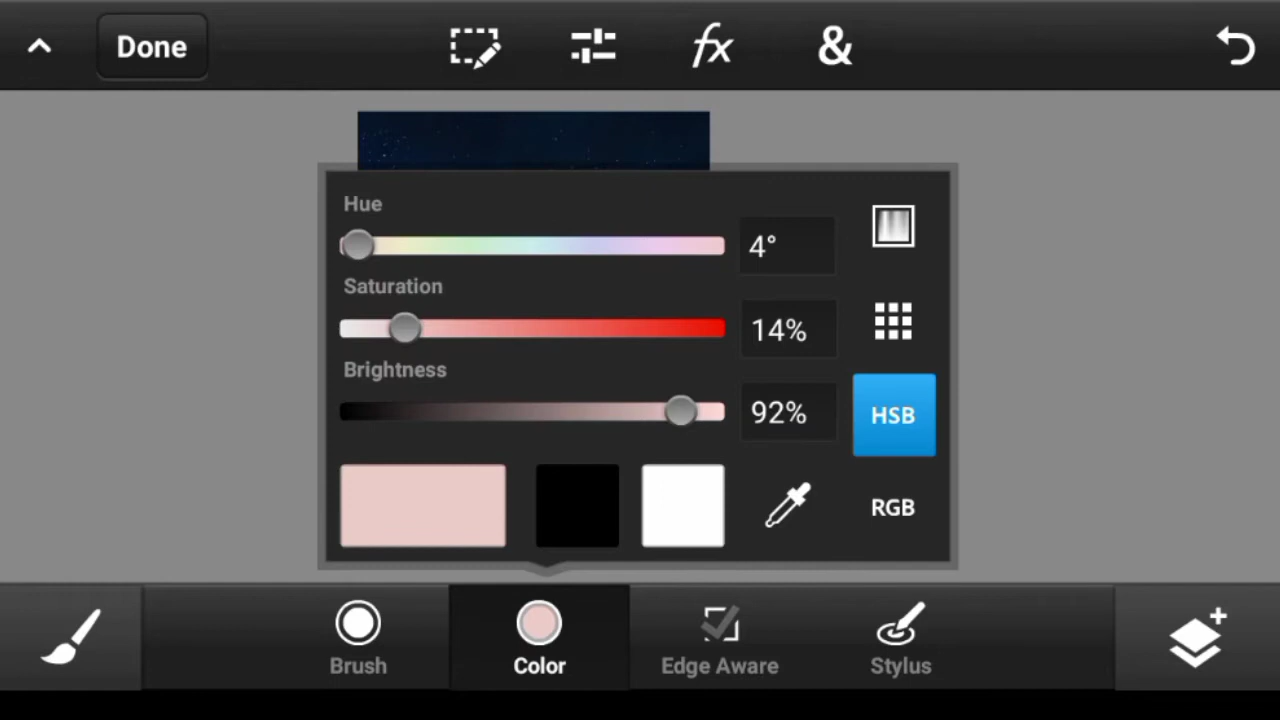 Done
fx
&
Hue
4°
Saturation
14%
Brightness
92%
HSB
RGB
Brush
Color
Edge Aware
Stylus